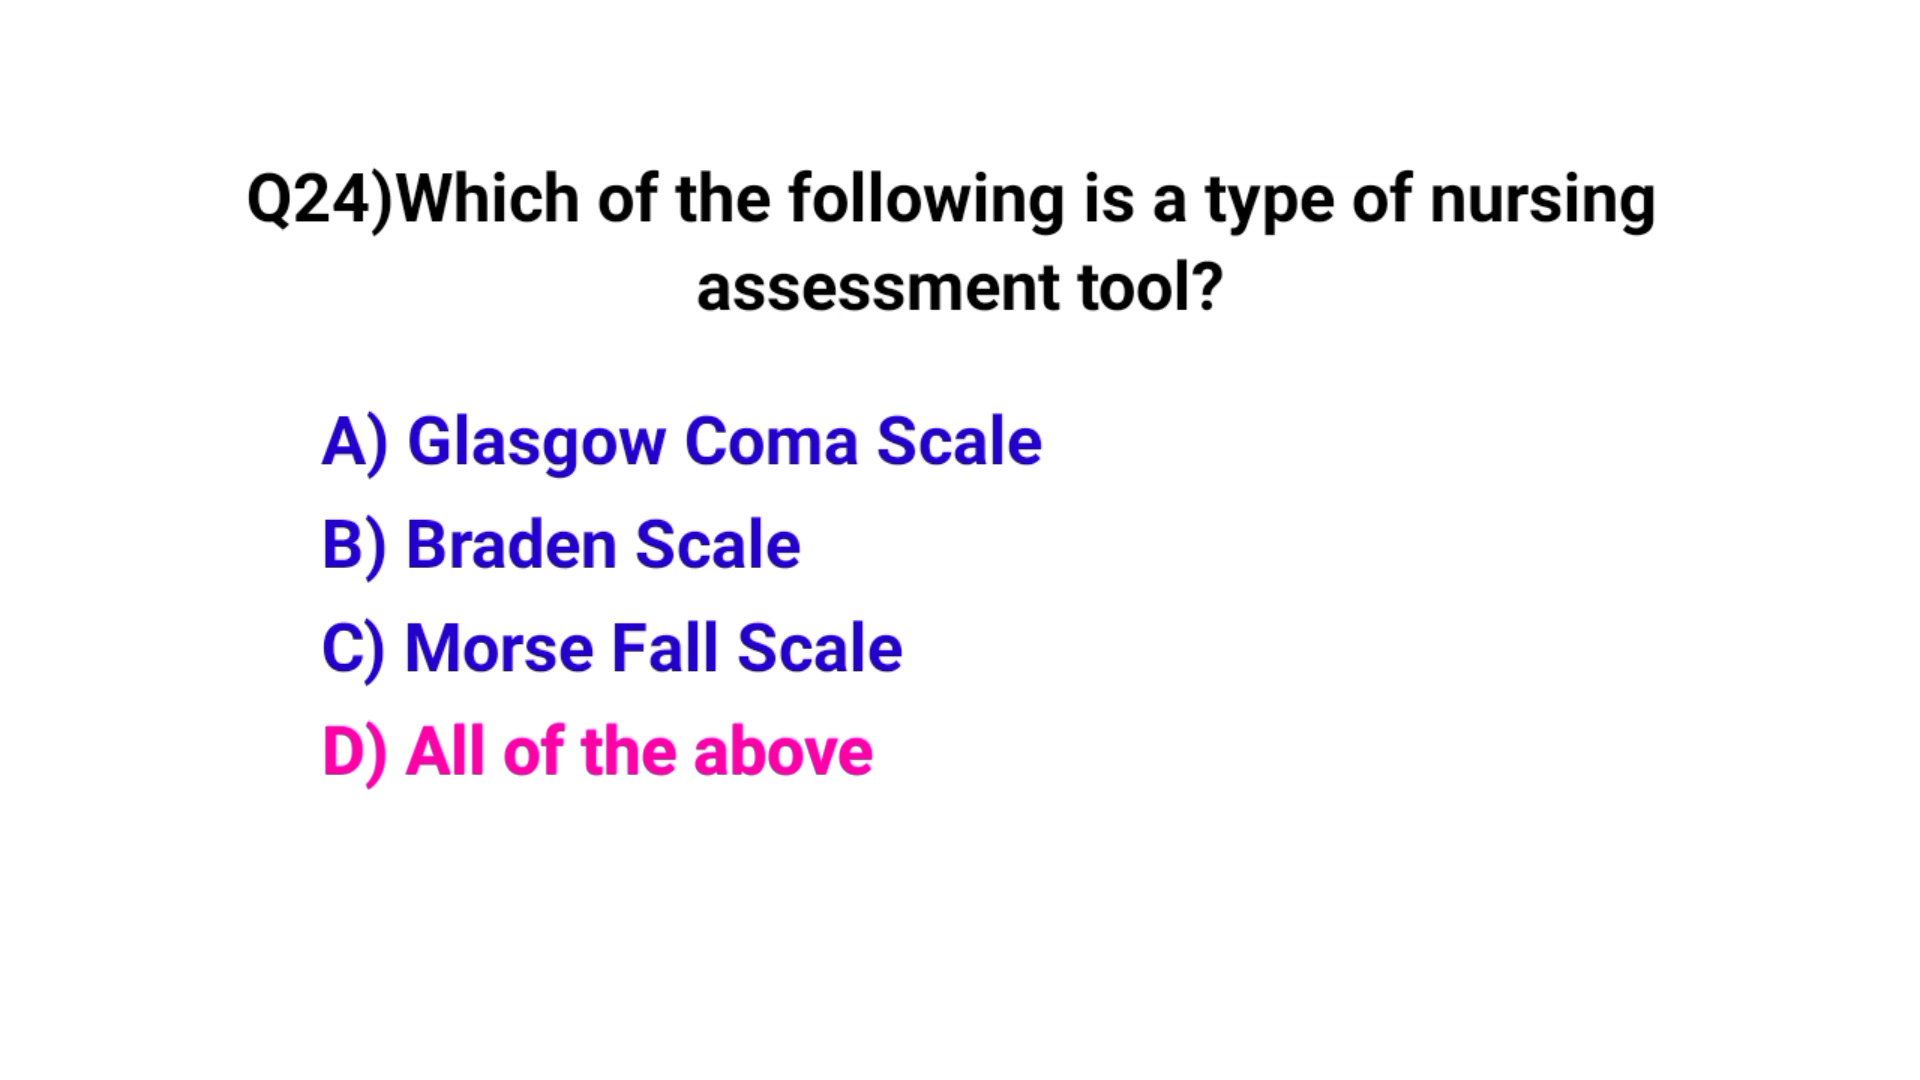 Q24)Which of the following is a type of nursing
assessment tool?
A) Glasgow Coma Scale
B) Braden Scale
C) Morse Fall Scale
D) All of the above